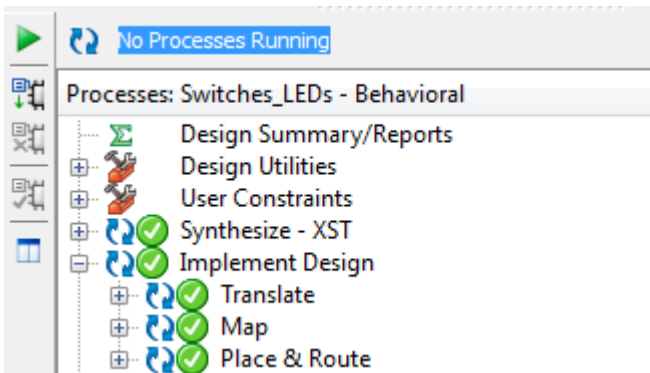 No Processes Running
Processes: Switches_LEDs - Behavioral
Design Summary/Reports
Design Utilities
User Constraints
Synthesize - XST
Implement Design
Translate
Map
Place & Route